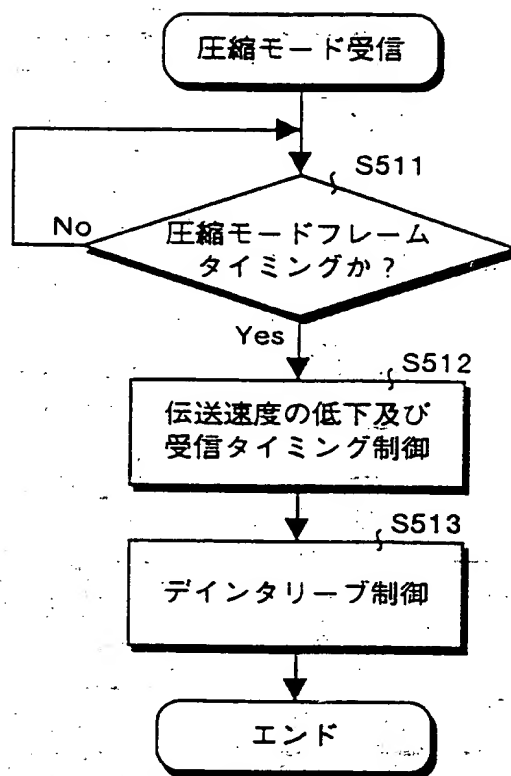 圧縮モード受信
S511
No
圧縮モードフレーム
タイミングか?
Yes
S512
伝送速度の低下及び
受信タイミング制御
S513
デインタリーブ制御
エンド